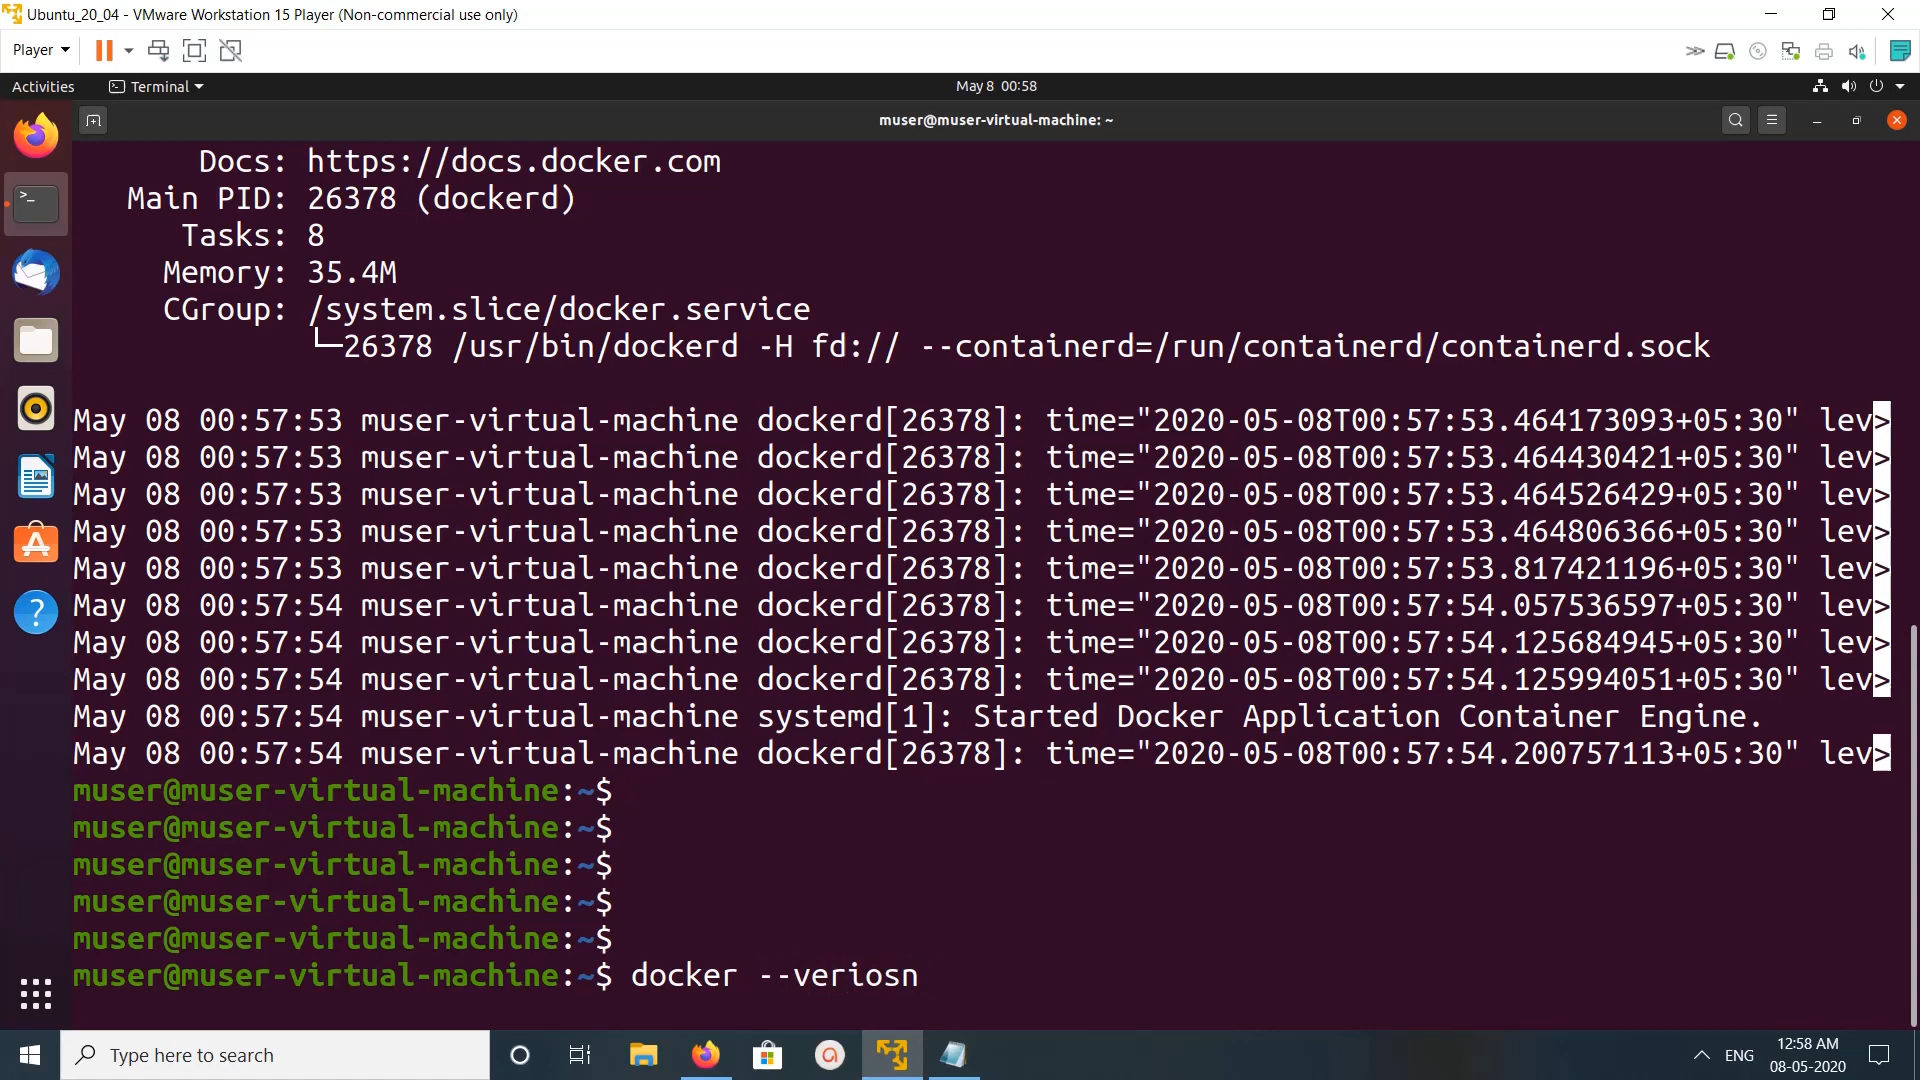 Ubuntu_20_04 - VMware Workstation 15 Player (Non-commercial use only)
Player
Activities
Terminal
May 8 00:58
muser@muser-virtual-machine: ~
Docs: https://docs.docker.com
Main PID: 26378 (dockerd)
Tasks: 8
Memory: 35.4M
CGroup: /system.slice/docker.service
└─26378 /usr/bin/dockerd -H fd:// --containerd=/run/containerd/containerd.sock
May 08 00:57:53 muser-virtual-machine dockerd[26378]: time="2020-05-08T00:57:53.464173093+05:30" lev>
May 08 00:57:53 muser-virtual-machine dockerd[26378]: time="2020-05-08T00:57:53.464430421+05:30" lev>
May 08 00:57:53 muser-virtual-machine dockerd[26378]: time="2020-05-08T00:57:53.464526429+05:30" lev>
May 08 00:57:53 muser-virtual-machine dockerd[26378]: time="2020-05-08T00:57:53.464806366+05:30" lev>
May 08 00:57:53 muser-virtual-machine dockerd[26378]: time="2020-05-08T00:57:53.817421196+05:30" lev>
May 08 00:57:54 muser-virtual-machine dockerd[26378]: time="2020-05-08T00:57:54.057536597+05:30" lev>
May 08 00:57:54 muser-virtual-machine dockerd[26378]: time="2020-05-08T00:57:54.125684945+05:30" lev>
May 08 00:57:54 muser-virtual-machine dockerd[26378]: time="2020-05-08T00:57:54.125994051+05:30" lev>
May 08 00:57:54 muser-virtual-machine systemd[1]: Started Docker Application Container Engine.
May 08 00:57:54 muser-virtual-machine dockerd[26378]: time="2020-05-08T00:57:54.200757113+05:30" lev>
muser@muser-virtual-machine:~$
muser@muser-virtual-machine:~$
muser@muser-virtual-machine:~$
muser@muser-virtual-machine:~$
muser@muser-virtual-machine:~$
muser@muser-virtual-machine:~$ docker --veriosn
Type here to search
ENG
12:58 AM
08-05-2020